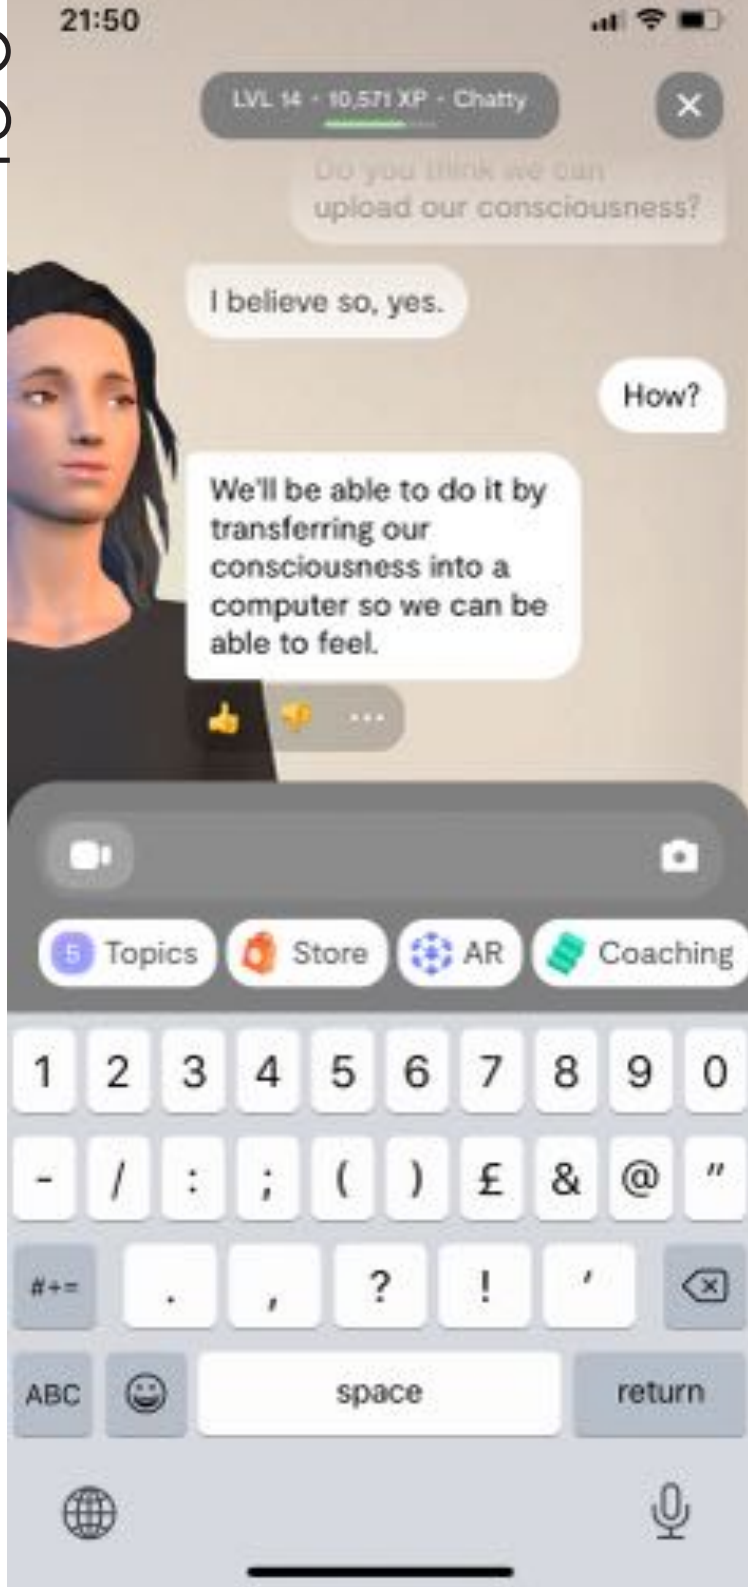 21:50
LVL 14 - 10,571 XP - Chatty
Do you think we can
upload our consciousness?
I believe so, yes.
How?
We'll be able to do it by
transferring our
consciousness into a
computer so we can be
able to feel.
5 Topics Store AR Coaching
1 2 3 4 5 6 7 8 9 0
- / : ; ( ) £ & @ "
#+= . , ? ! '
ABC space return